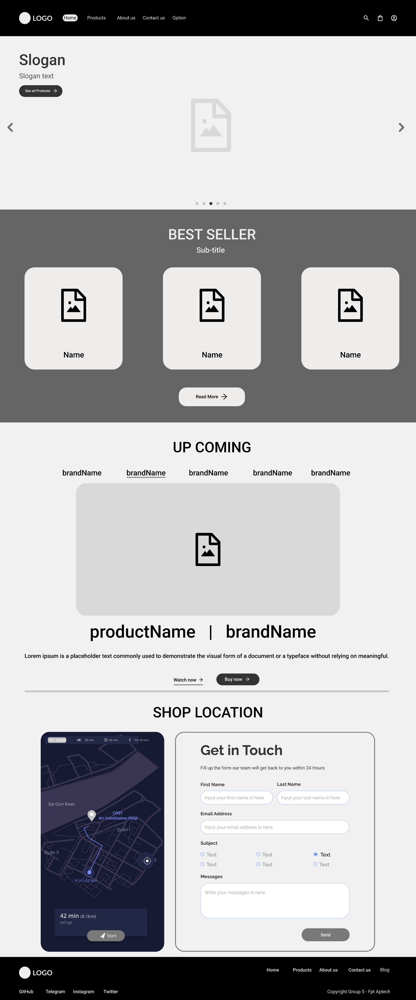 LOGO Home Products About us Contact us Option
Slogan
Slogan text
See all Products
BEST SELLER
Sub-title
Name Name Name
Read More
UP COMING
brandName brandName brandName brandName brandName
productName | brandName
Lorem ipsum is a placeholder text commonly used to demonstrate the visual form of a document or a typeface without relying on meaningful.
Watch now Buy now
SHOP LOCATION
42 min 38 min 50 min 1hr 30 min
Sai Gon River
COSY
Air Conditioner Shop
Quận I
Quận II
3
Vị trí của bạn
42 min (8.1km)
Let's go
Start
Get in Touch
Fill up the form our team will get back to you within 24 Hours
First Name Last Name
Input your first name in here Input your last name in here
Email Address
Input your email address in here
Subject
Text Text Text
Text Text Text
Messages
Write your messages in here
Send
LOGO Home Products About us Contact us Blog
GitHub Telegram Instagram Twitter Copyright Group 5 - Fpt Aptech